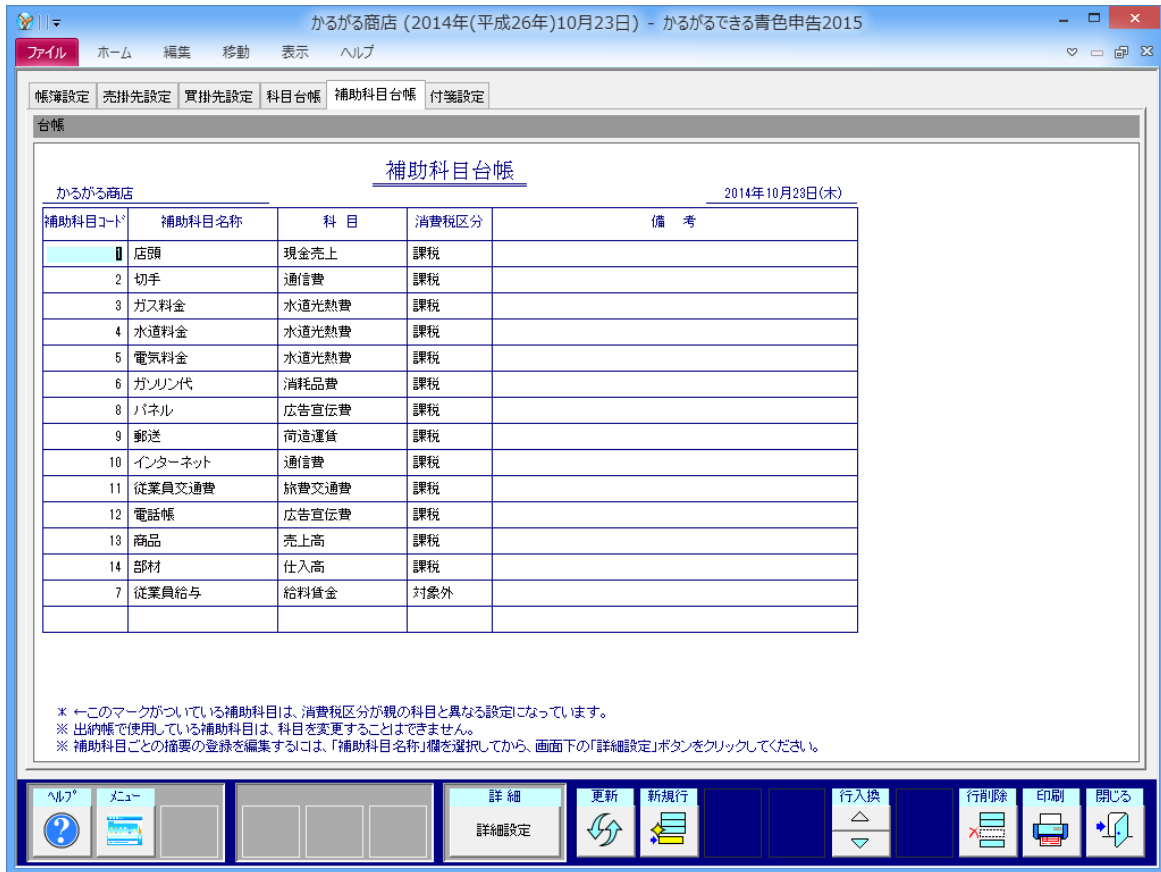 かるがる商店 (2014年(平成26年)10月23日) - かるがるできる青色申告2015
ファイル ホーム 編集 移動 表示 ヘルプ
帳簿設定 売掛先設定 買掛先設定 科目台帳 補助科目台帳 付箋設定
台帳
補助科目台帳
かるがる商店 2014年10月23日(木)
補助科目コード 補助科目名称 科 目 消費税区分 備 考
1 店頭 現金売上 課税
2 切手 通信費 課税
3 ガス料金 水道光熱費 課税
4 水道料金 水道光熱費 課税
5 電気料金 水道光熱費 課税
6 ガソリン代 消耗品費 課税
8 パネル 広告宣伝費 課税
9 郵送 荷造運賃 課税
10 インターネット 通信費 課税
11 従業員交通費 旅費交通費 課税
12 電話帳 広告宣伝費 課税
13 商品 売上高 課税
14 部材 仕入高 課税
7 従業員給与 給料賃金 対象外
* ←このマークがついている補助科目は、消費税区分が親の科目と異なる設定になっています。
※ 出納帳で使用している補助科目は、科目を変更することはできません。
※ 補助科目ごとの摘要の登録を編集するには、「補助科目名称」欄を選択してから、画面下の「詳細設定」ボタンをクリックしてください。
ヘルプ メニュー 詳 細 更新 新規行 行入換 行削除 印刷 閉じる
詳細設定